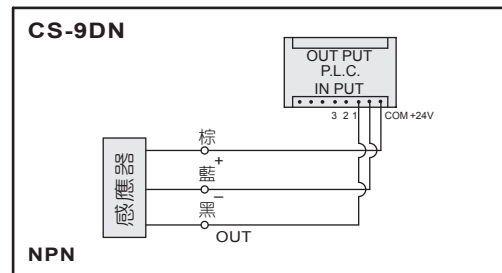 CS-9DN
OUT PUT
P.L.C.
IN PUT
3 2 1 COM +24V
棕
+
藍
−
黑
OUT
感應器
NPN